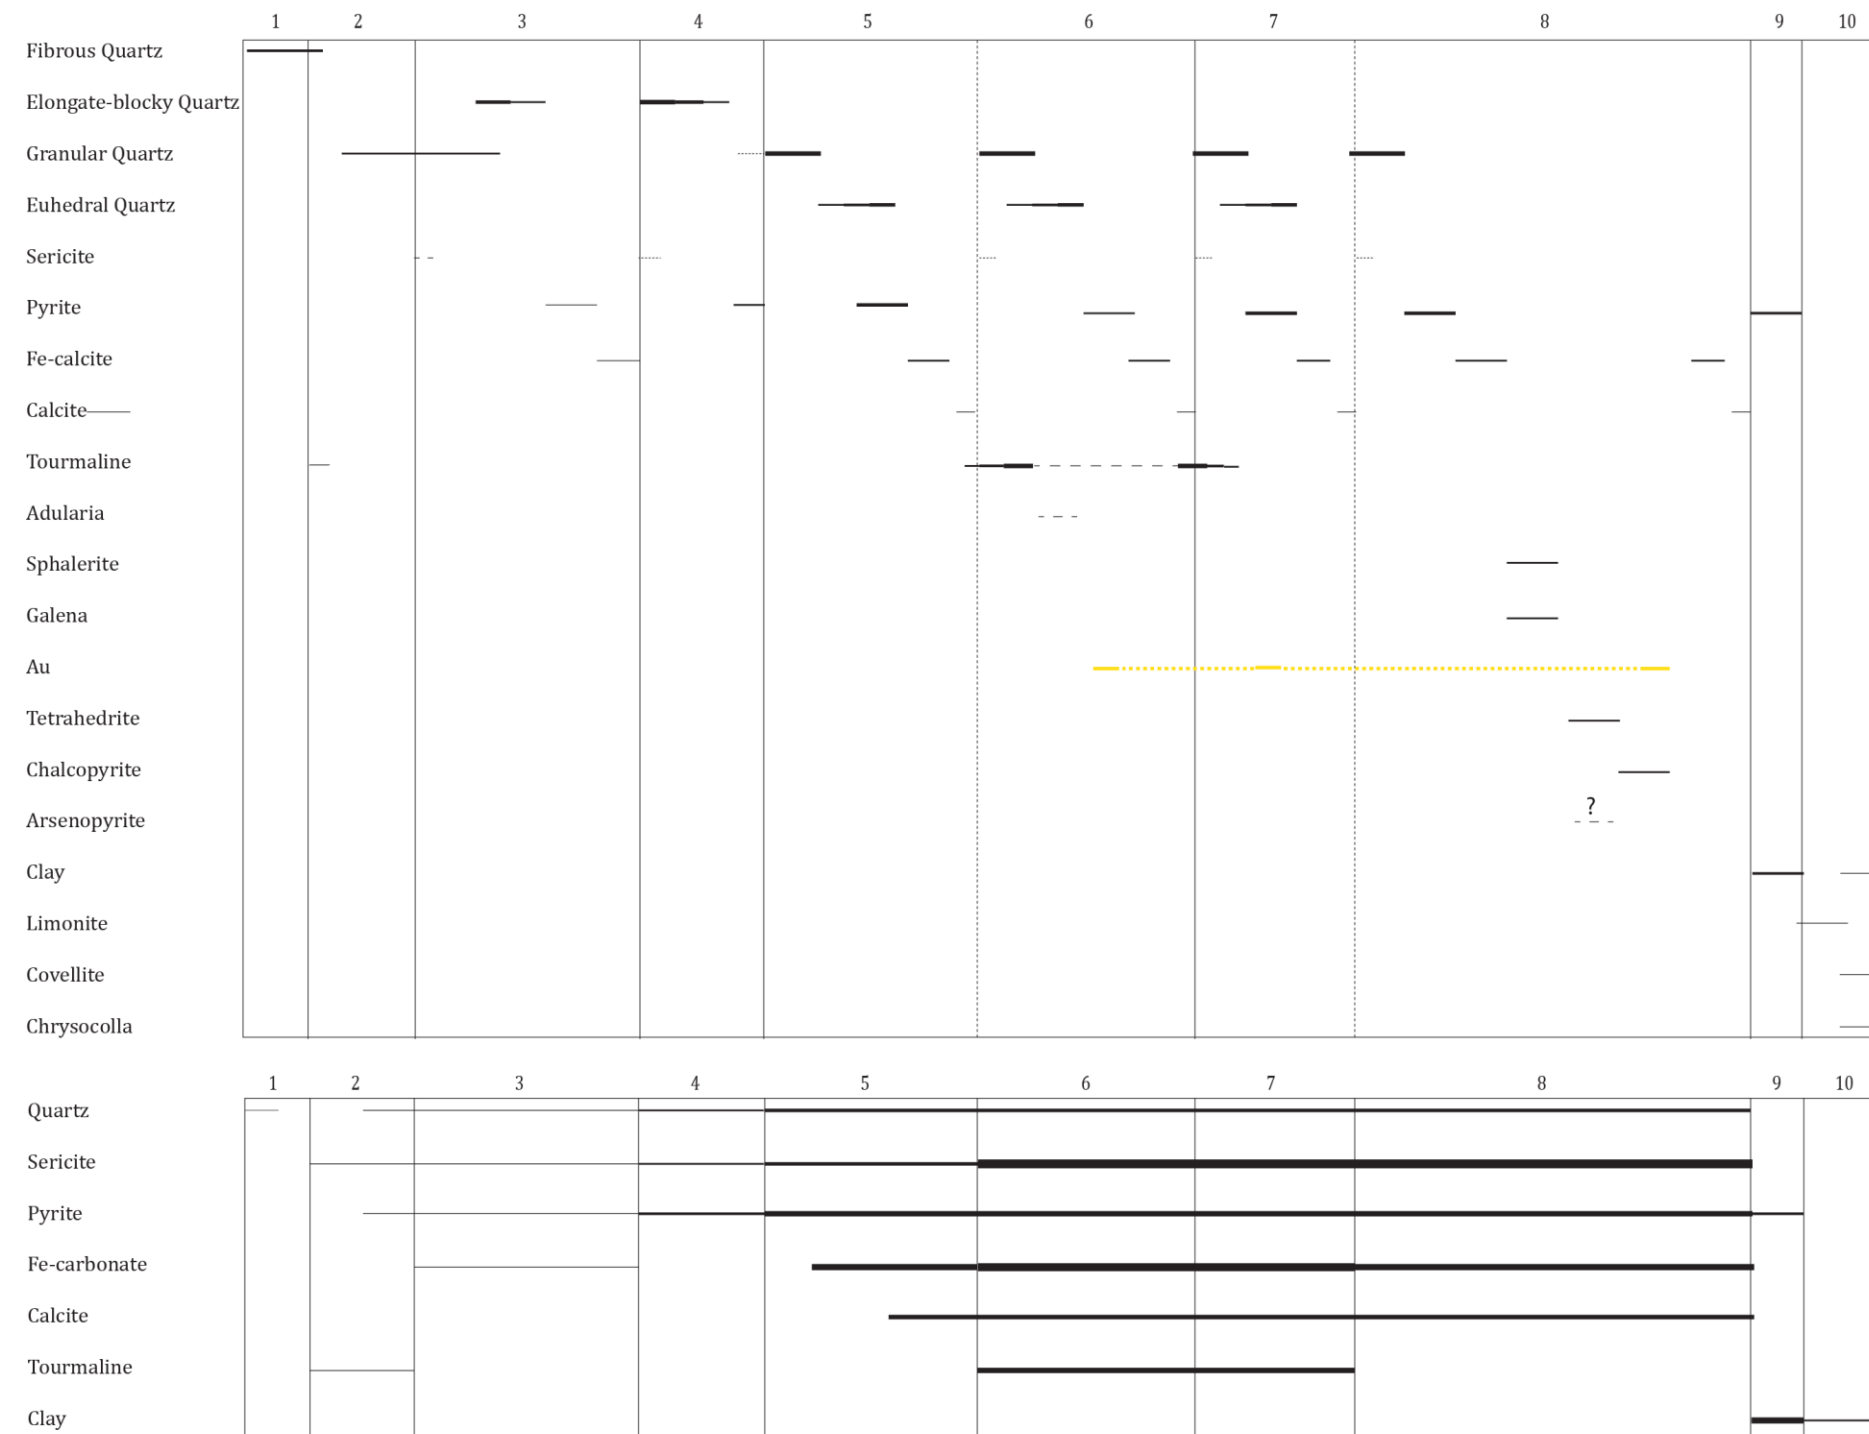 1 2 3 4 5 6 7 8 9 10
Fibrous Quartz
Elongate-blocky Quartz
Granular Quartz
Euhedral Quartz
Sericite
Pyrite
Fe-calcite
Calcite
Tourmaline
Adularia
Sphalerite
Galena
Au
Tetrahedrite
Chalcopyrite
?
Arsenopyrite
Clay
Limonite
Covellite
Chrysocolla
1 2 3 4 5 6 7 8 9 10
Quartz
Sericite
Pyrite
Fe-carbonate
Calcite
Tourmaline
Clay